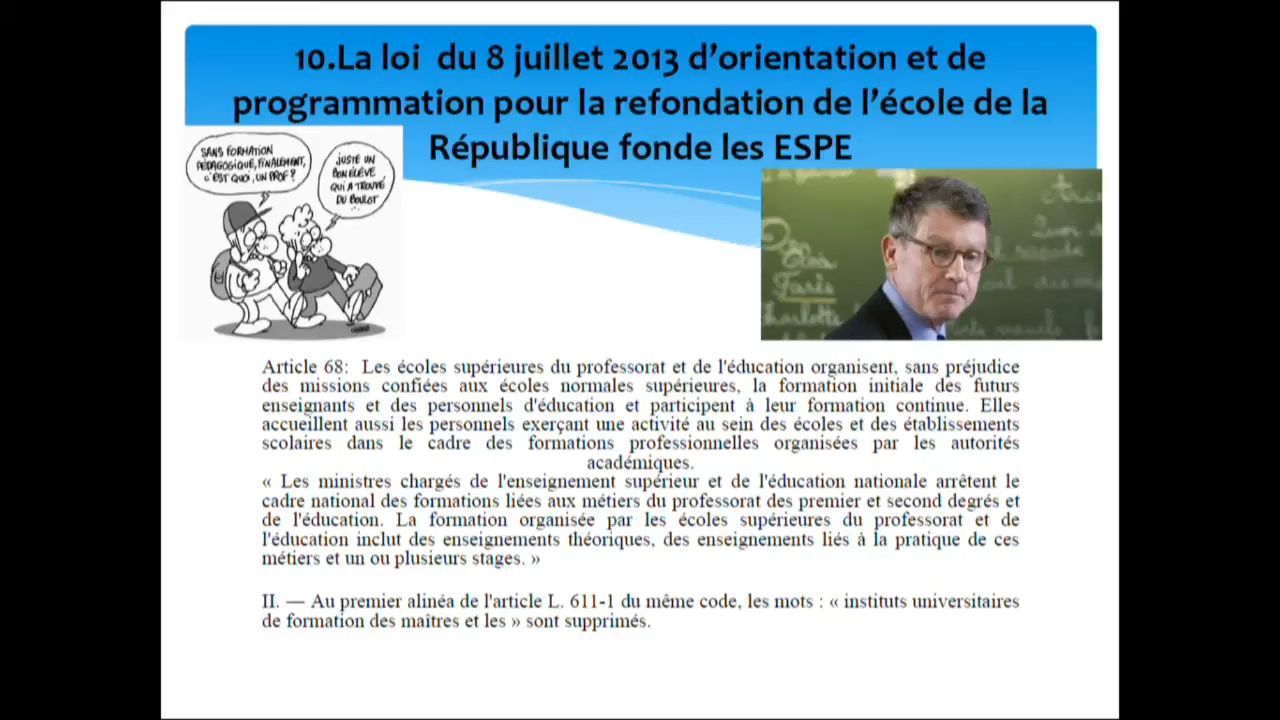 10.La loi du 8 juillet 2013 d’orientation et de
programmation pour la refondation de l’école de la
République fonde les ESPE
SANS FORMATION
PÉDAGOGIQUE, FINALEMENT,
C'EST QUOI, UN PROF ?
JUSTE UN
BON ÉLÈVE
QUI A TROUVÉ
DU BOULOT
Farès
Charlotte
Article 68: Les écoles supérieures du professorat et de l'éducation organisent, sans préjudice
des missions confiées aux écoles normales supérieures, la formation initiale des futurs
enseignants et des personnels d'éducation et participent à leur formation continue. Elles
accueillent aussi les personnels exerçant une activité au sein des écoles et des établissements
scolaires dans le cadre des formations professionnelles organisées par les autorités
académiques.
« Les ministres chargés de l'enseignement supérieur et de l'éducation nationale arrêtent le
cadre national des formations liées aux métiers du professorat des premier et second degrés et
de l'éducation. La formation organisée par les écoles supérieures du professorat et de
l'éducation inclut des enseignements théoriques, des enseignements liés à la pratique de ces
métiers et un ou plusieurs stages. »
II. — Au premier alinéa de l'article L. 611-1 du même code, les mots : « instituts universitaires
de formation des maîtres et les » sont supprimés.